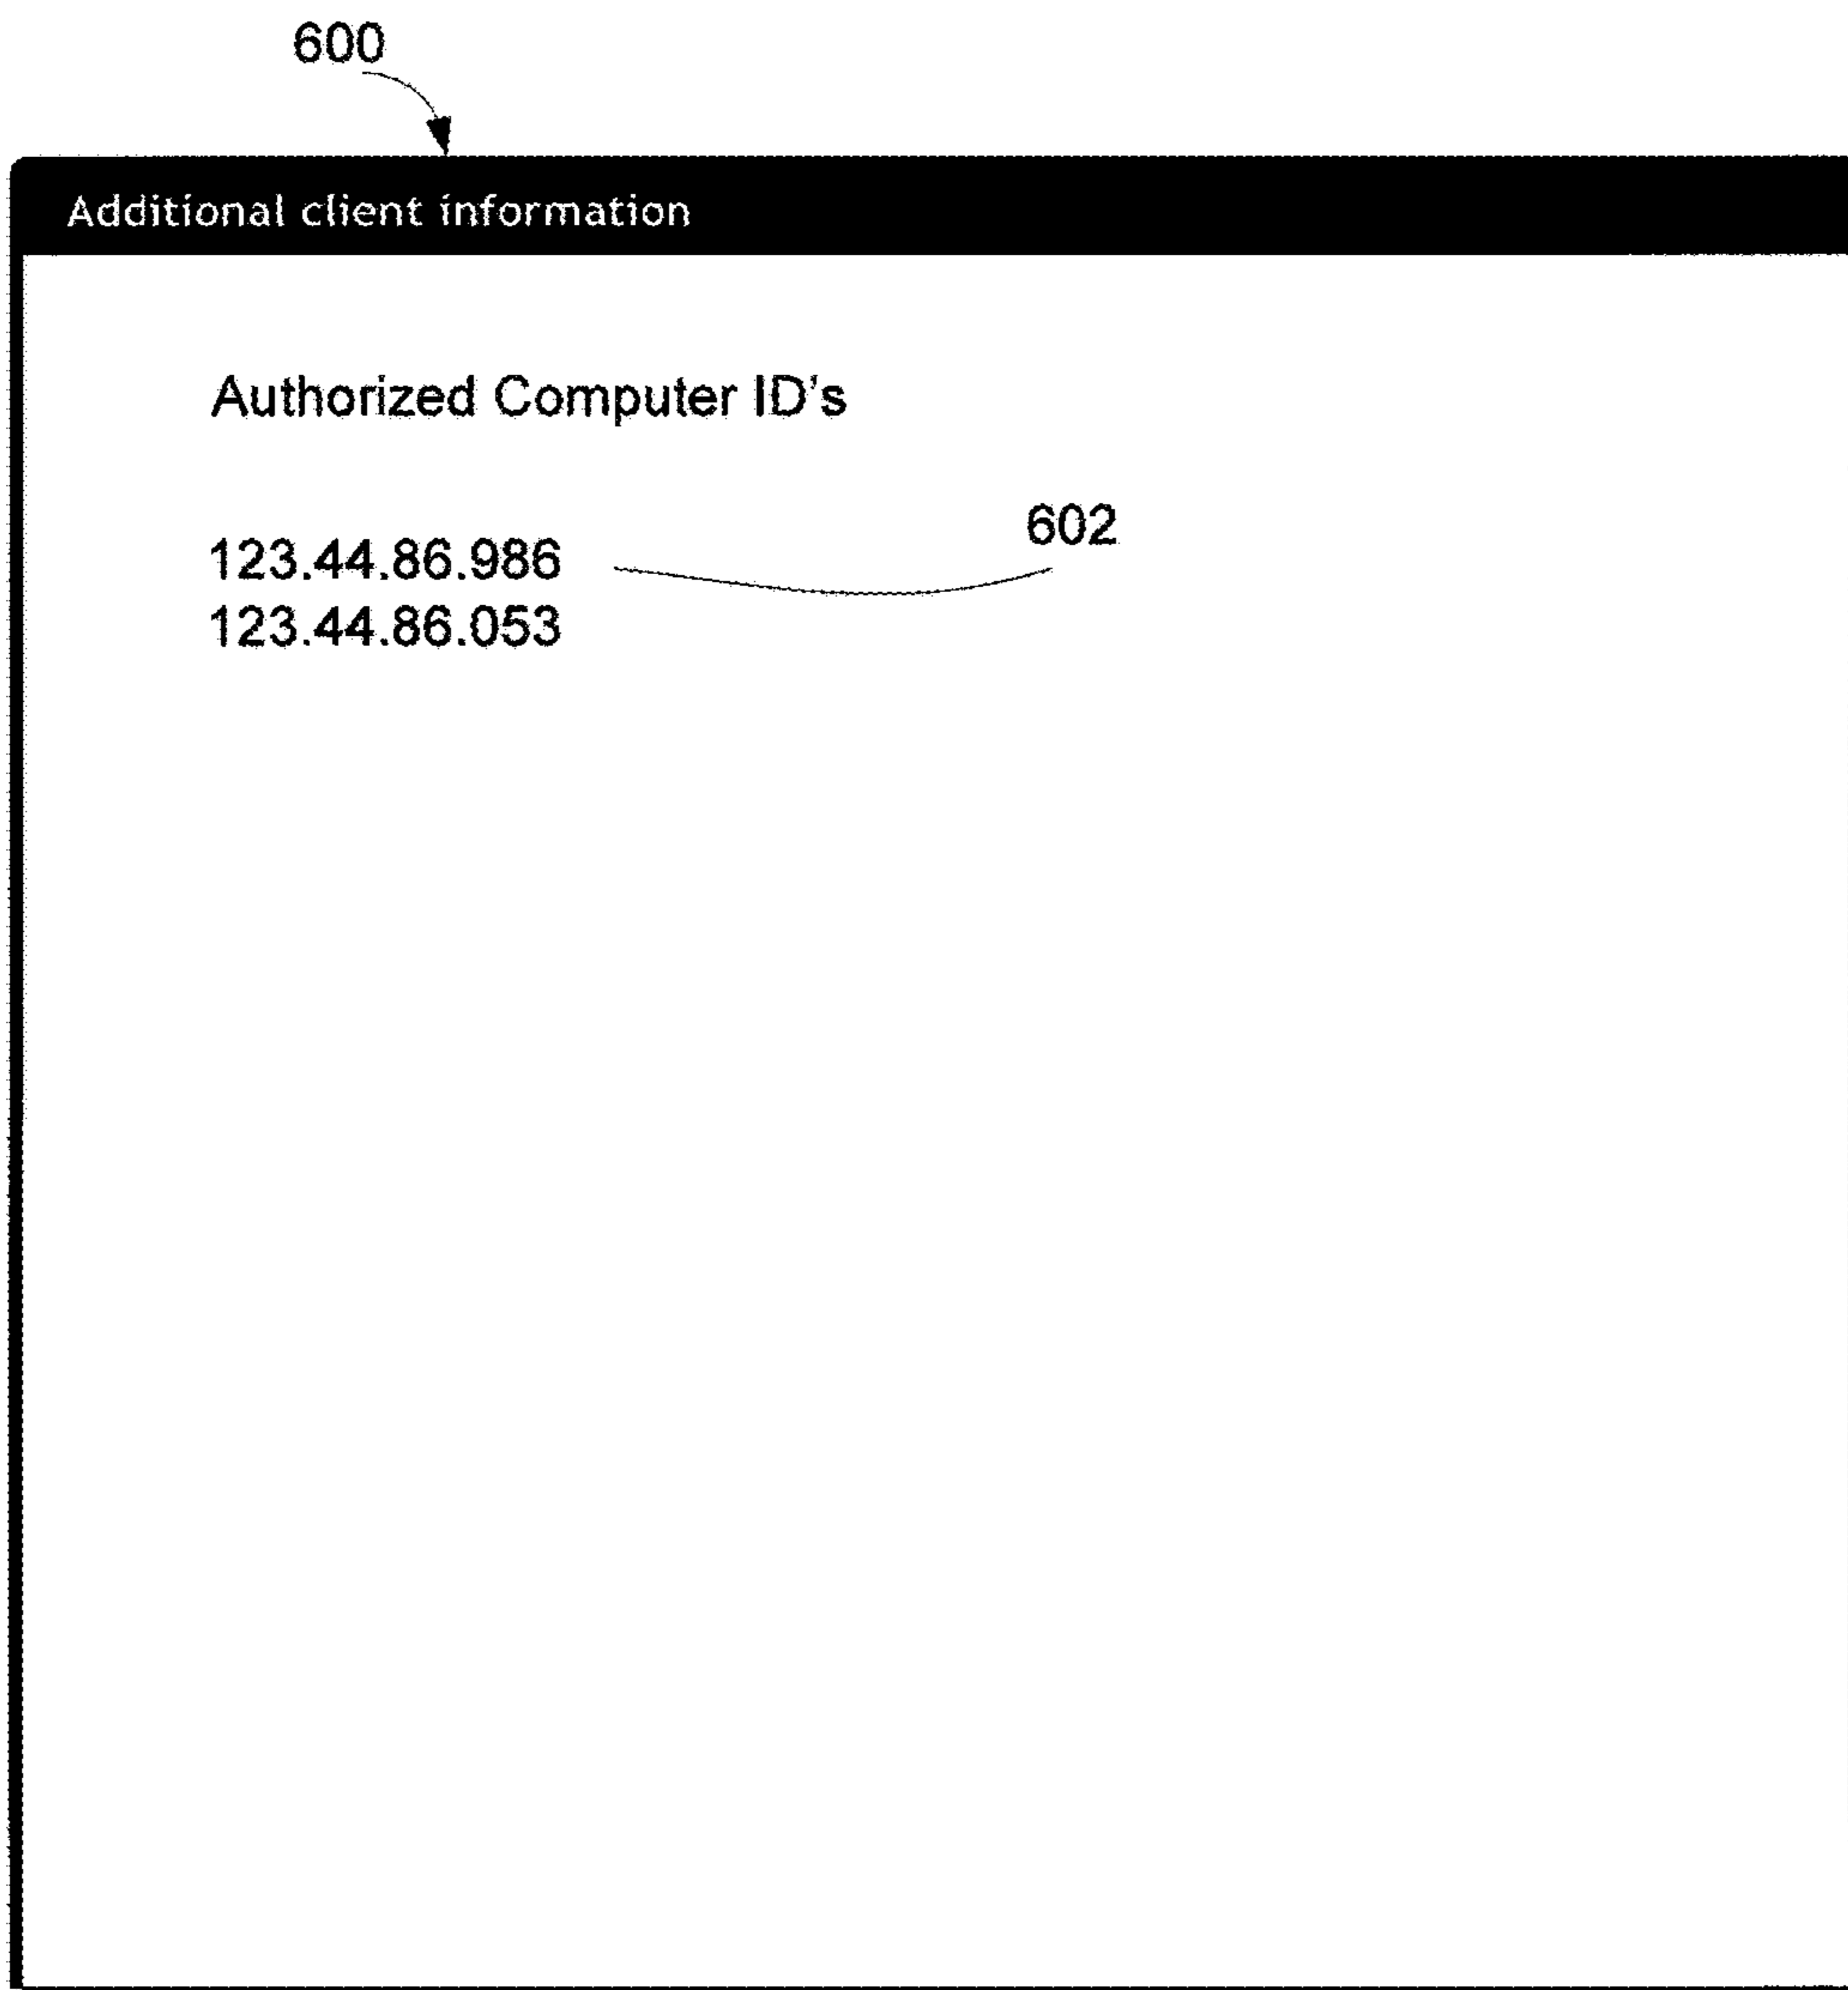 600
Additional client information
Authorized Computer ID's
602
123.44.86.986
123.44.86.053